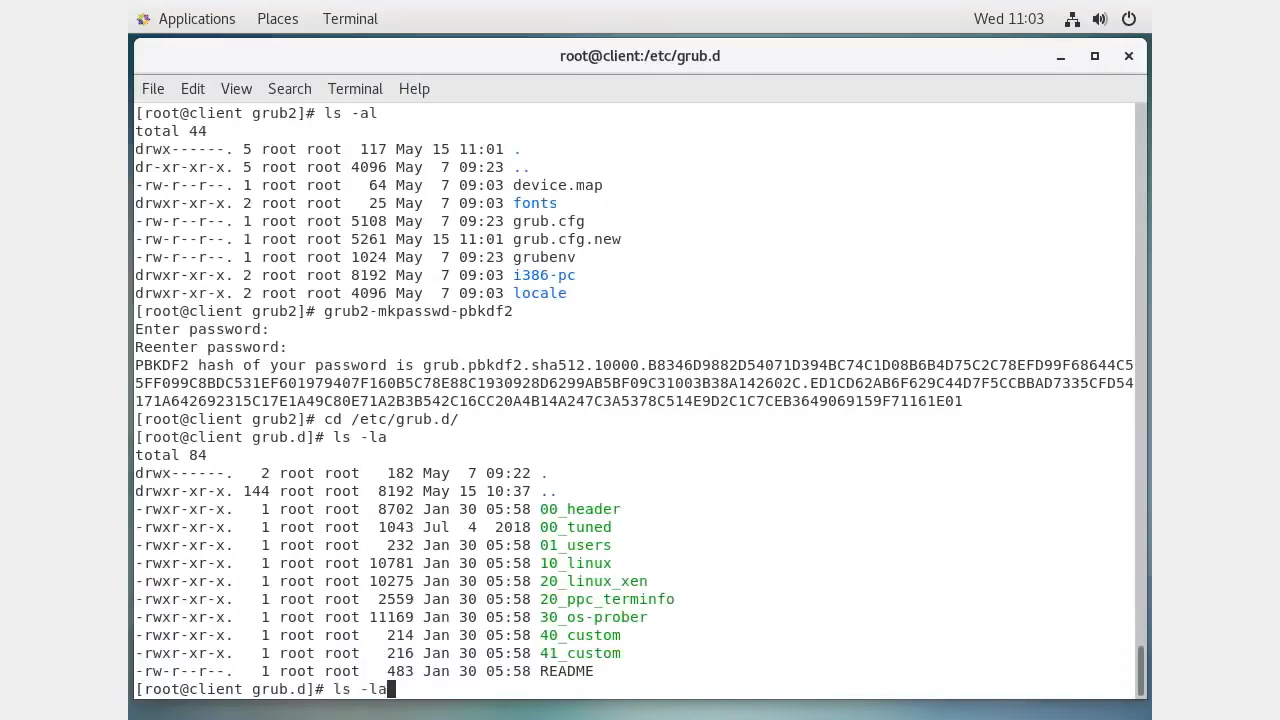 Applications Places Terminal Wed 11:03
root@client:/etc/grub.d
File Edit View Search Terminal Help
[root@client grub2]# ls -al
total 44
drwx------. 5 root root  117 May 15 11:01 .
dr-xr-xr-x. 5 root root 4096 May  7 09:23 ..
-rw-r--r--. 1 root root   64 May  7 09:03 device.map
drwxr-xr-x. 2 root root   25 May  7 09:03 fonts
-rw-r--r--. 1 root root 5108 May  7 09:23 grub.cfg
-rw-r--r--. 1 root root 5261 May 15 11:01 grub.cfg.new
-rw-r--r--. 1 root root 1024 May  7 09:23 grubenv
drwxr-xr-x. 2 root root 8192 May  7 09:03 i386-pc
drwxr-xr-x. 2 root root 4096 May  7 09:03 locale
[root@client grub2]# grub2-mkpasswd-pbkdf2
Enter password:
Reenter password:
PBKDF2 hash of your password is grub.pbkdf2.sha512.10000.B8346D9882D54071D394BC74C1D08B6B4D75C2C78EFD99F68644C5
5FF099C8BDC531EF601979407F160B5C78E88C1930928D6299AB5BF09C31003B38A142602C.ED1CD62AB6F629C44D7F5CCBBAD7335CFD54
171A642692315C17E1A49C80E71A2B3B542C16CC20A4B14A247C3A5378C514E9D2C1C7CEB3649069159F71161E01
[root@client grub2]# cd /etc/grub.d/
[root@client grub.d]# ls -la
total 84
drwx------.   2 root root   182 May  7 09:22 .
drwxr-xr-x. 144 root root  8192 May 15 10:37 ..
-rwxr-xr-x.   1 root root  8702 Jan 30 05:58 00_header
-rwxr-xr-x.   1 root root  1043 Jul  4  2018 00_tuned
-rwxr-xr-x.   1 root root   232 Jan 30 05:58 01_users
-rwxr-xr-x.   1 root root 10781 Jan 30 05:58 10_linux
-rwxr-xr-x.   1 root root 10275 Jan 30 05:58 20_linux_xen
-rwxr-xr-x.   1 root root  2559 Jan 30 05:58 20_ppc_terminfo
-rwxr-xr-x.   1 root root 11169 Jan 30 05:58 30_os-prober
-rwxr-xr-x.   1 root root   214 Jan 30 05:58 40_custom
-rwxr-xr-x.   1 root root   216 Jan 30 05:58 41_custom
-rw-r--r--.   1 root root   483 Jan 30 05:58 README
[root@client grub.d]# ls -la